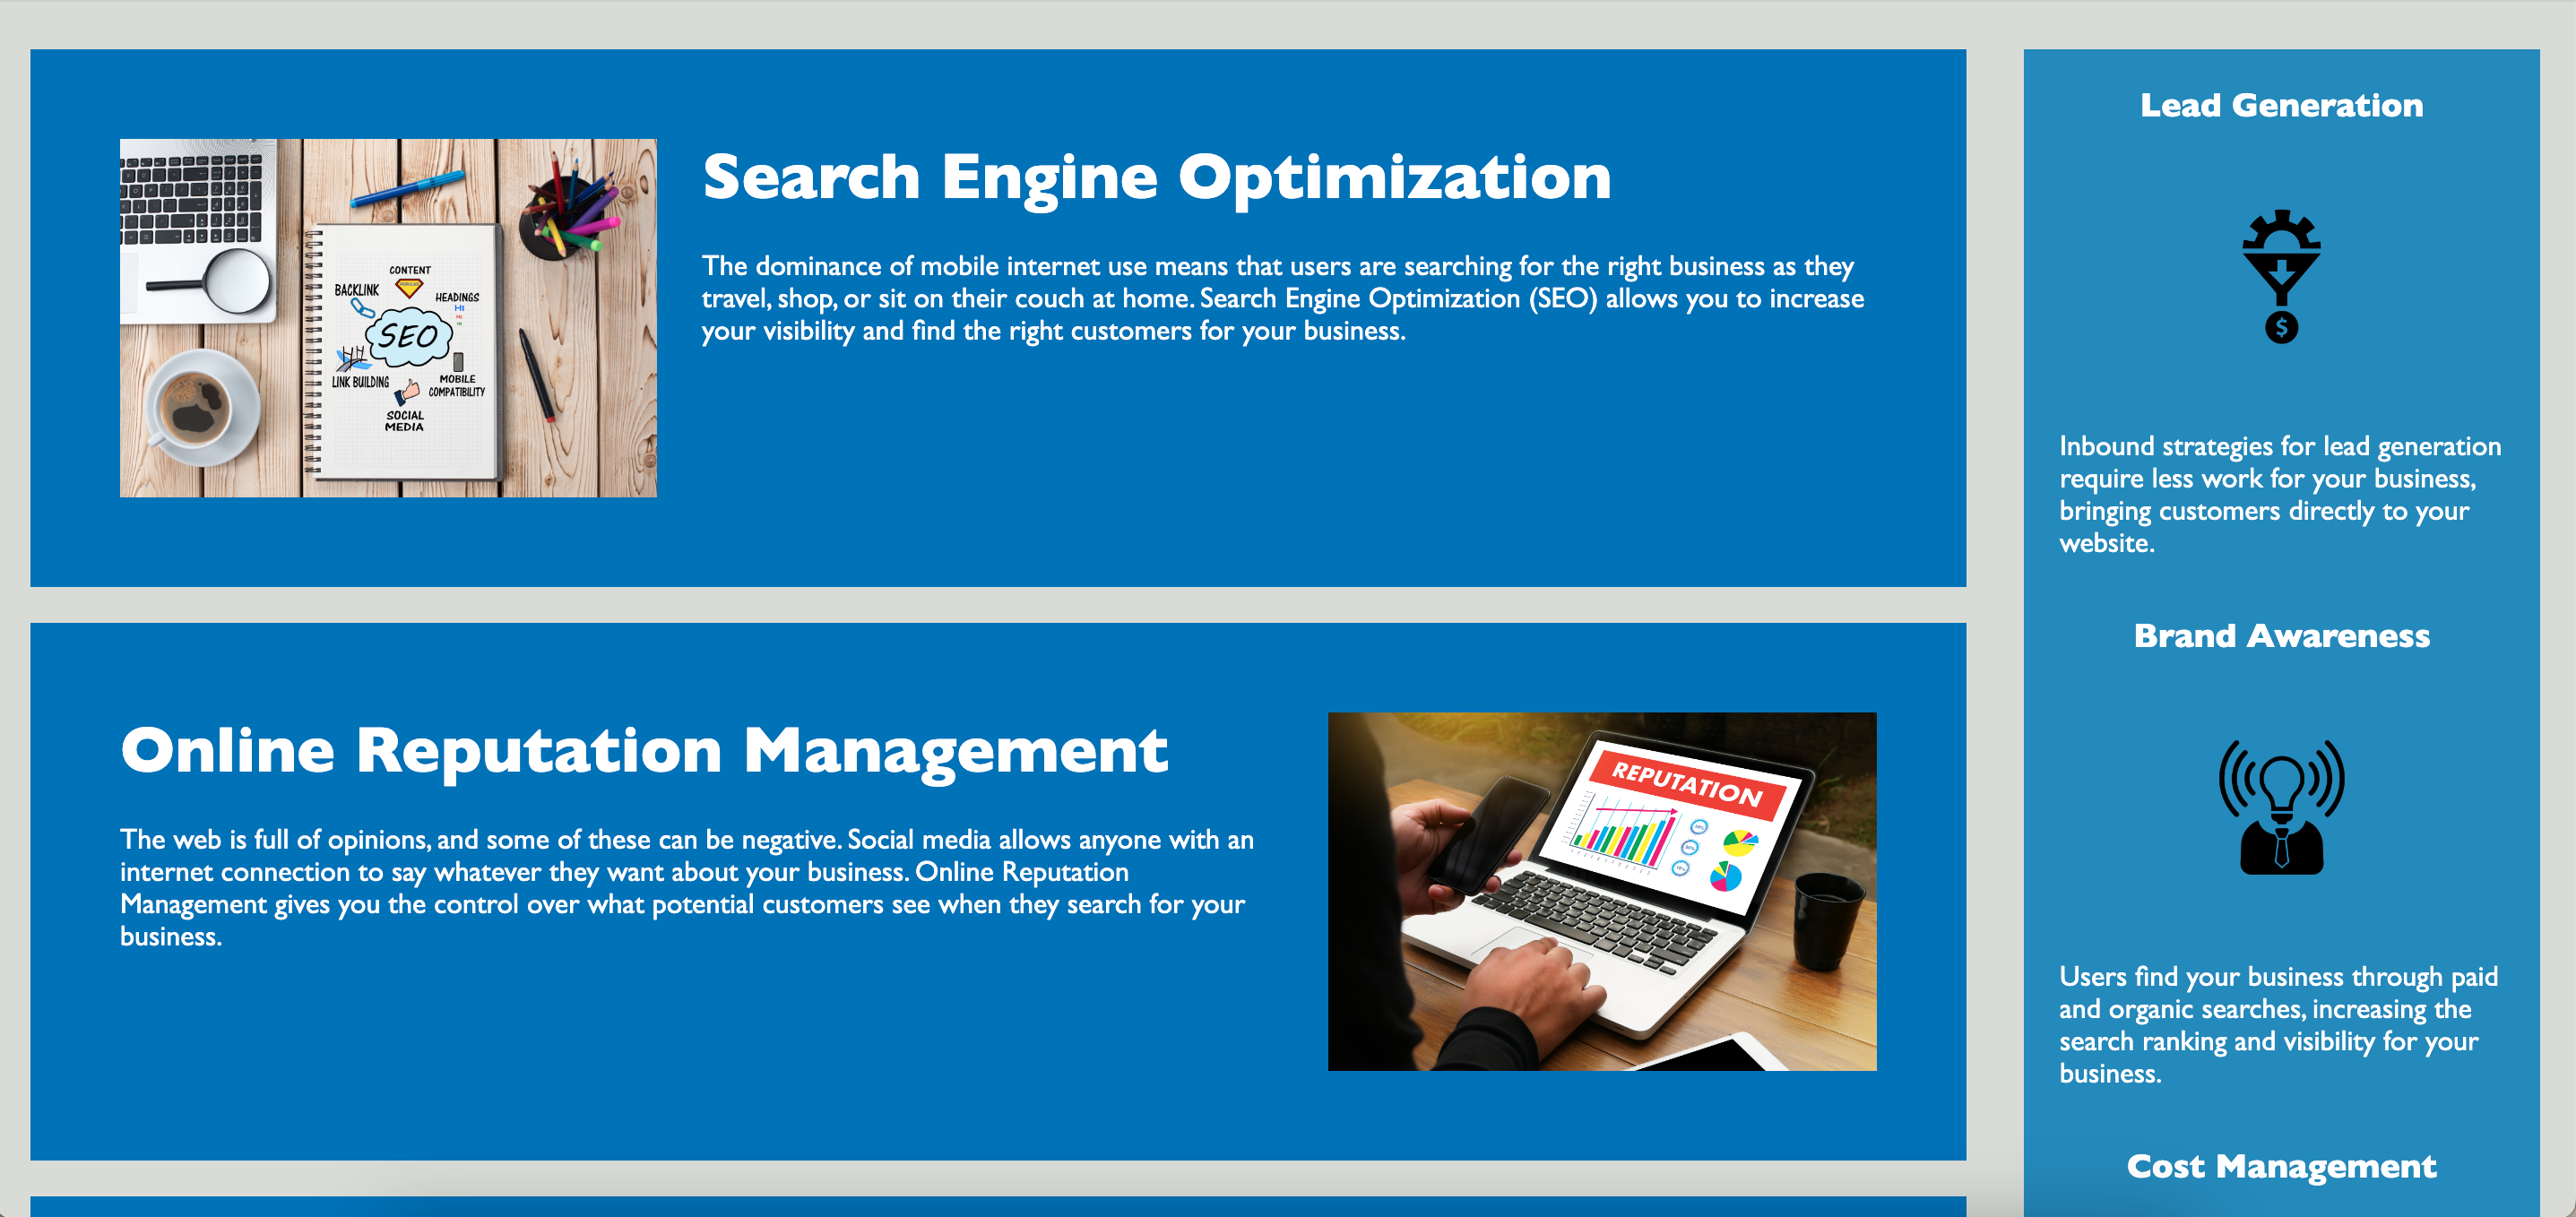 Search Engine Optimization
The dominance of mobile internet use means that users are searching for the right business as they
travel, shop, or sit on their couch at home. Search Engine Optimization (SEO) allows you to increase
your visibility and find the right customers for your business.
CONTENT
BACKLINK
HEADINGS
H1
SEO
LINK BUILDING
MOBILE
COMPATIBILITY
SOCIAL
MEDIA
Online Reputation Management
The web is full of opinions, and some of these can be negative. Social media allows anyone with an
internet connection to say whatever they want about your business. Online Reputation
Management gives you the control over what potential customers see when they search for your
business.
REPUTATION
Lead Generation
$
Inbound strategies for lead generation
require less work for your business,
bringing customers directly to your
website.
Brand Awareness
Users find your business through paid
and organic searches, increasing the
search ranking and visibility for your
business.
Cost Management